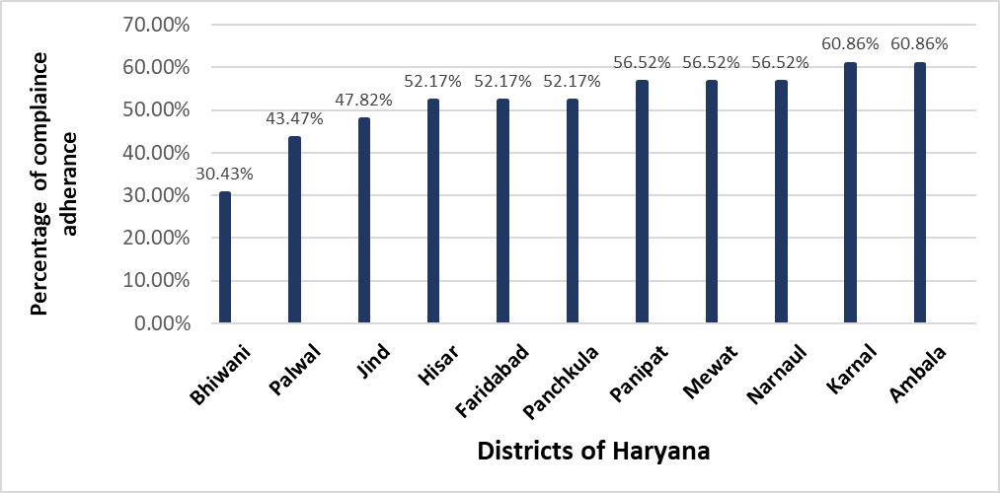 70.00%
60.00%
50.00%
40.00%
30.00%
20.00%
10.00%
0.00%
Percentage of complaince
adherance
30.43%
43.47%
47.82%
52.17%
52.17%
52.17%
56.52%
56.52%
56.52%
60.86%
60.86%
Bhiwani
Palwal
Jind
Hisar
Faridabad
Panchkula
Panipat
Mewat
Narnaul
Karnal
Ambala
Districts of Haryana